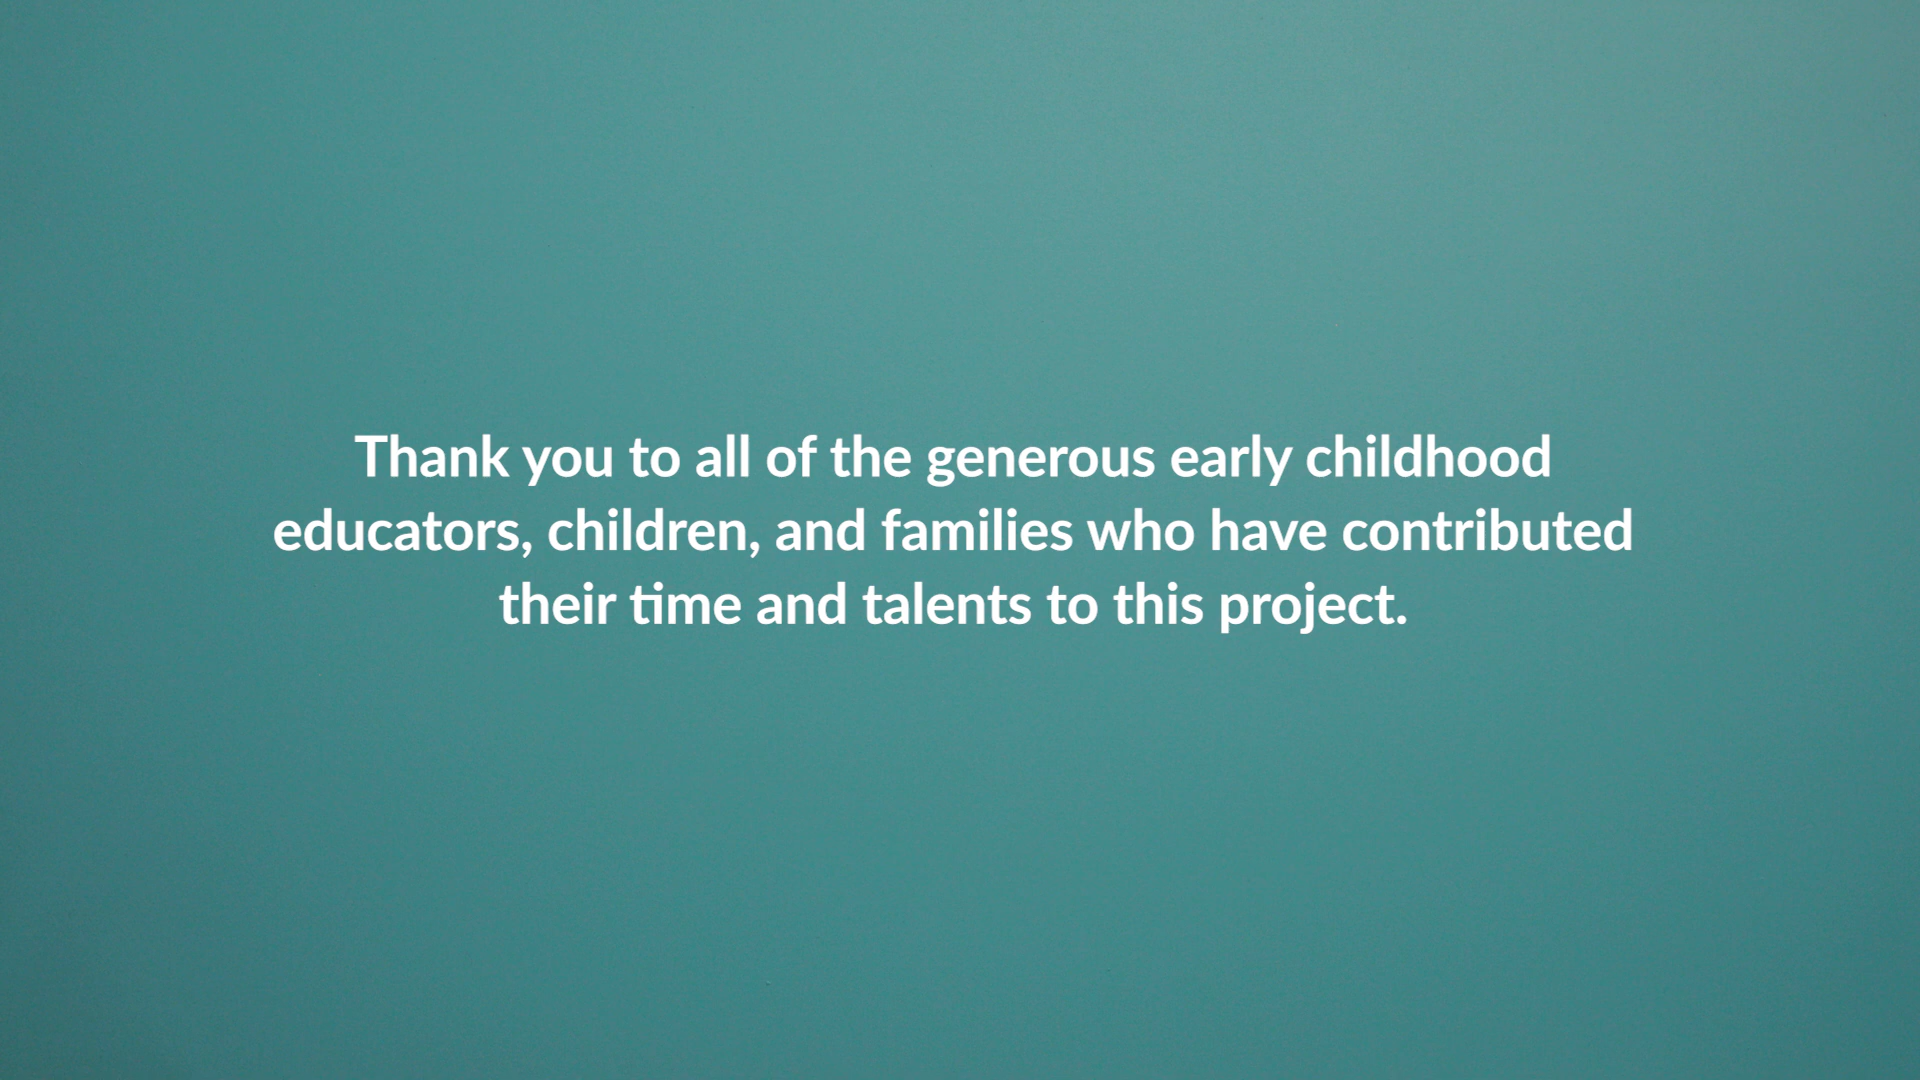 Thank you to all of the generous early childhood
educators, children, and families who have contributed
their time and talents to this project.